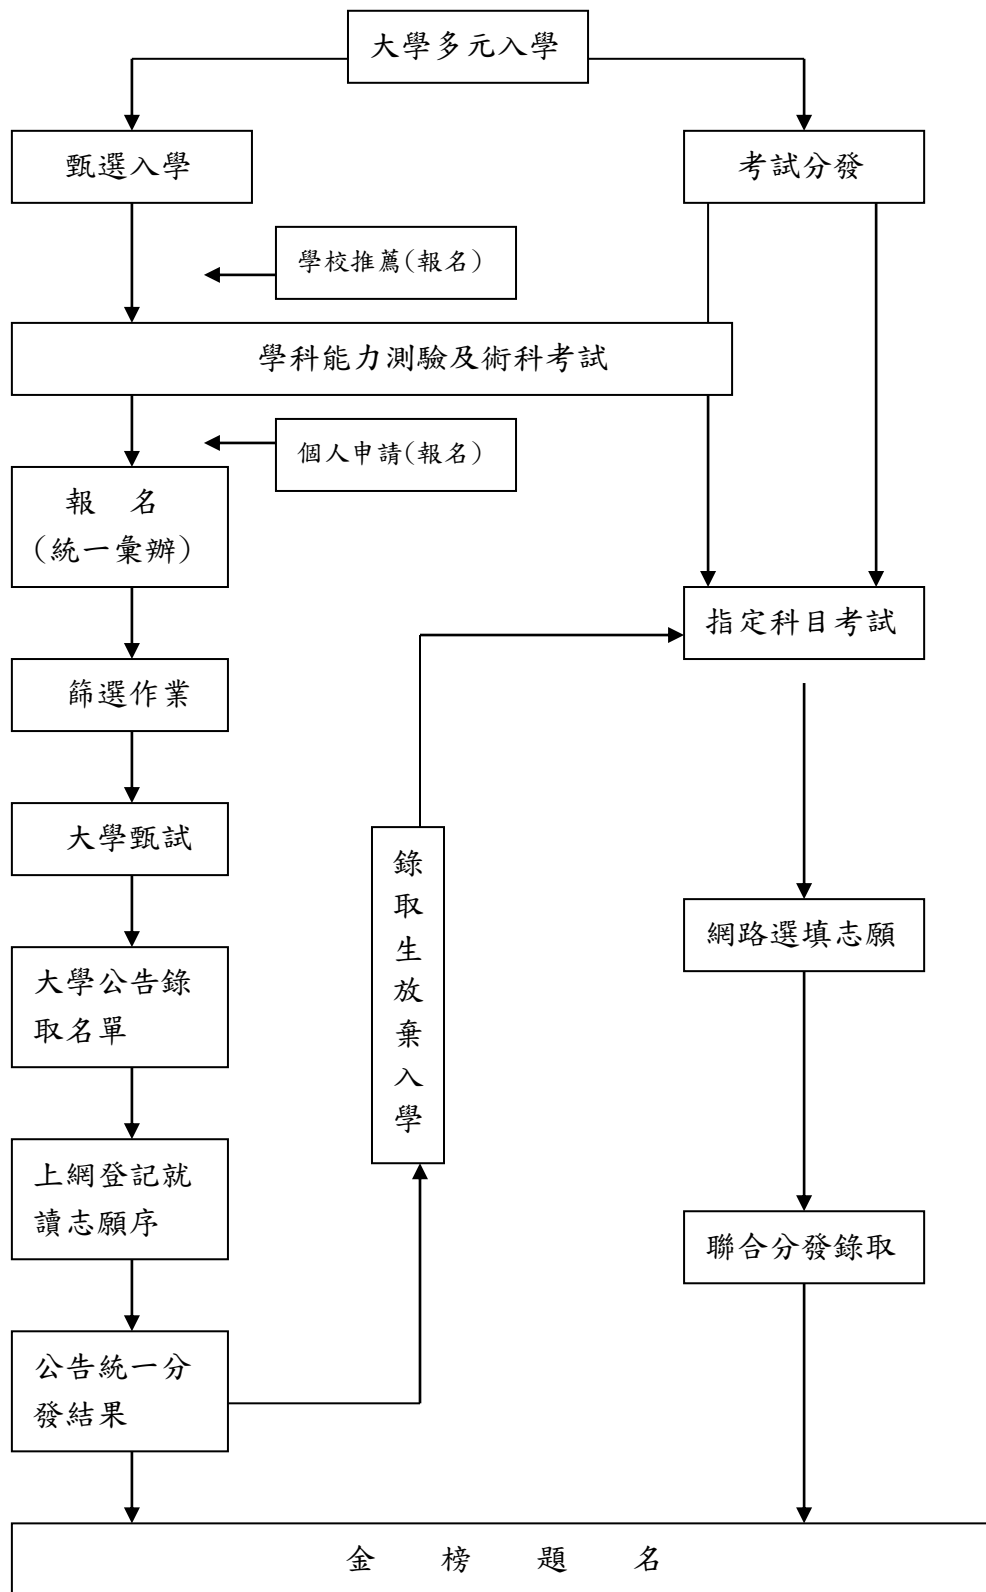 大學多元入學
甄選入學
考試分發
學校推薦(報名)
學科能力測驗及術科考試
個人申請(報名)
報 名
(統一彙辦)
指定科目考試
篩選作業
大學甄試
錄取生放棄入學
網路選填志願
大學公告錄
取名單
上網登記就
讀志願序
聯合分發錄取
公告統一分
發結果
金 榜 題 名